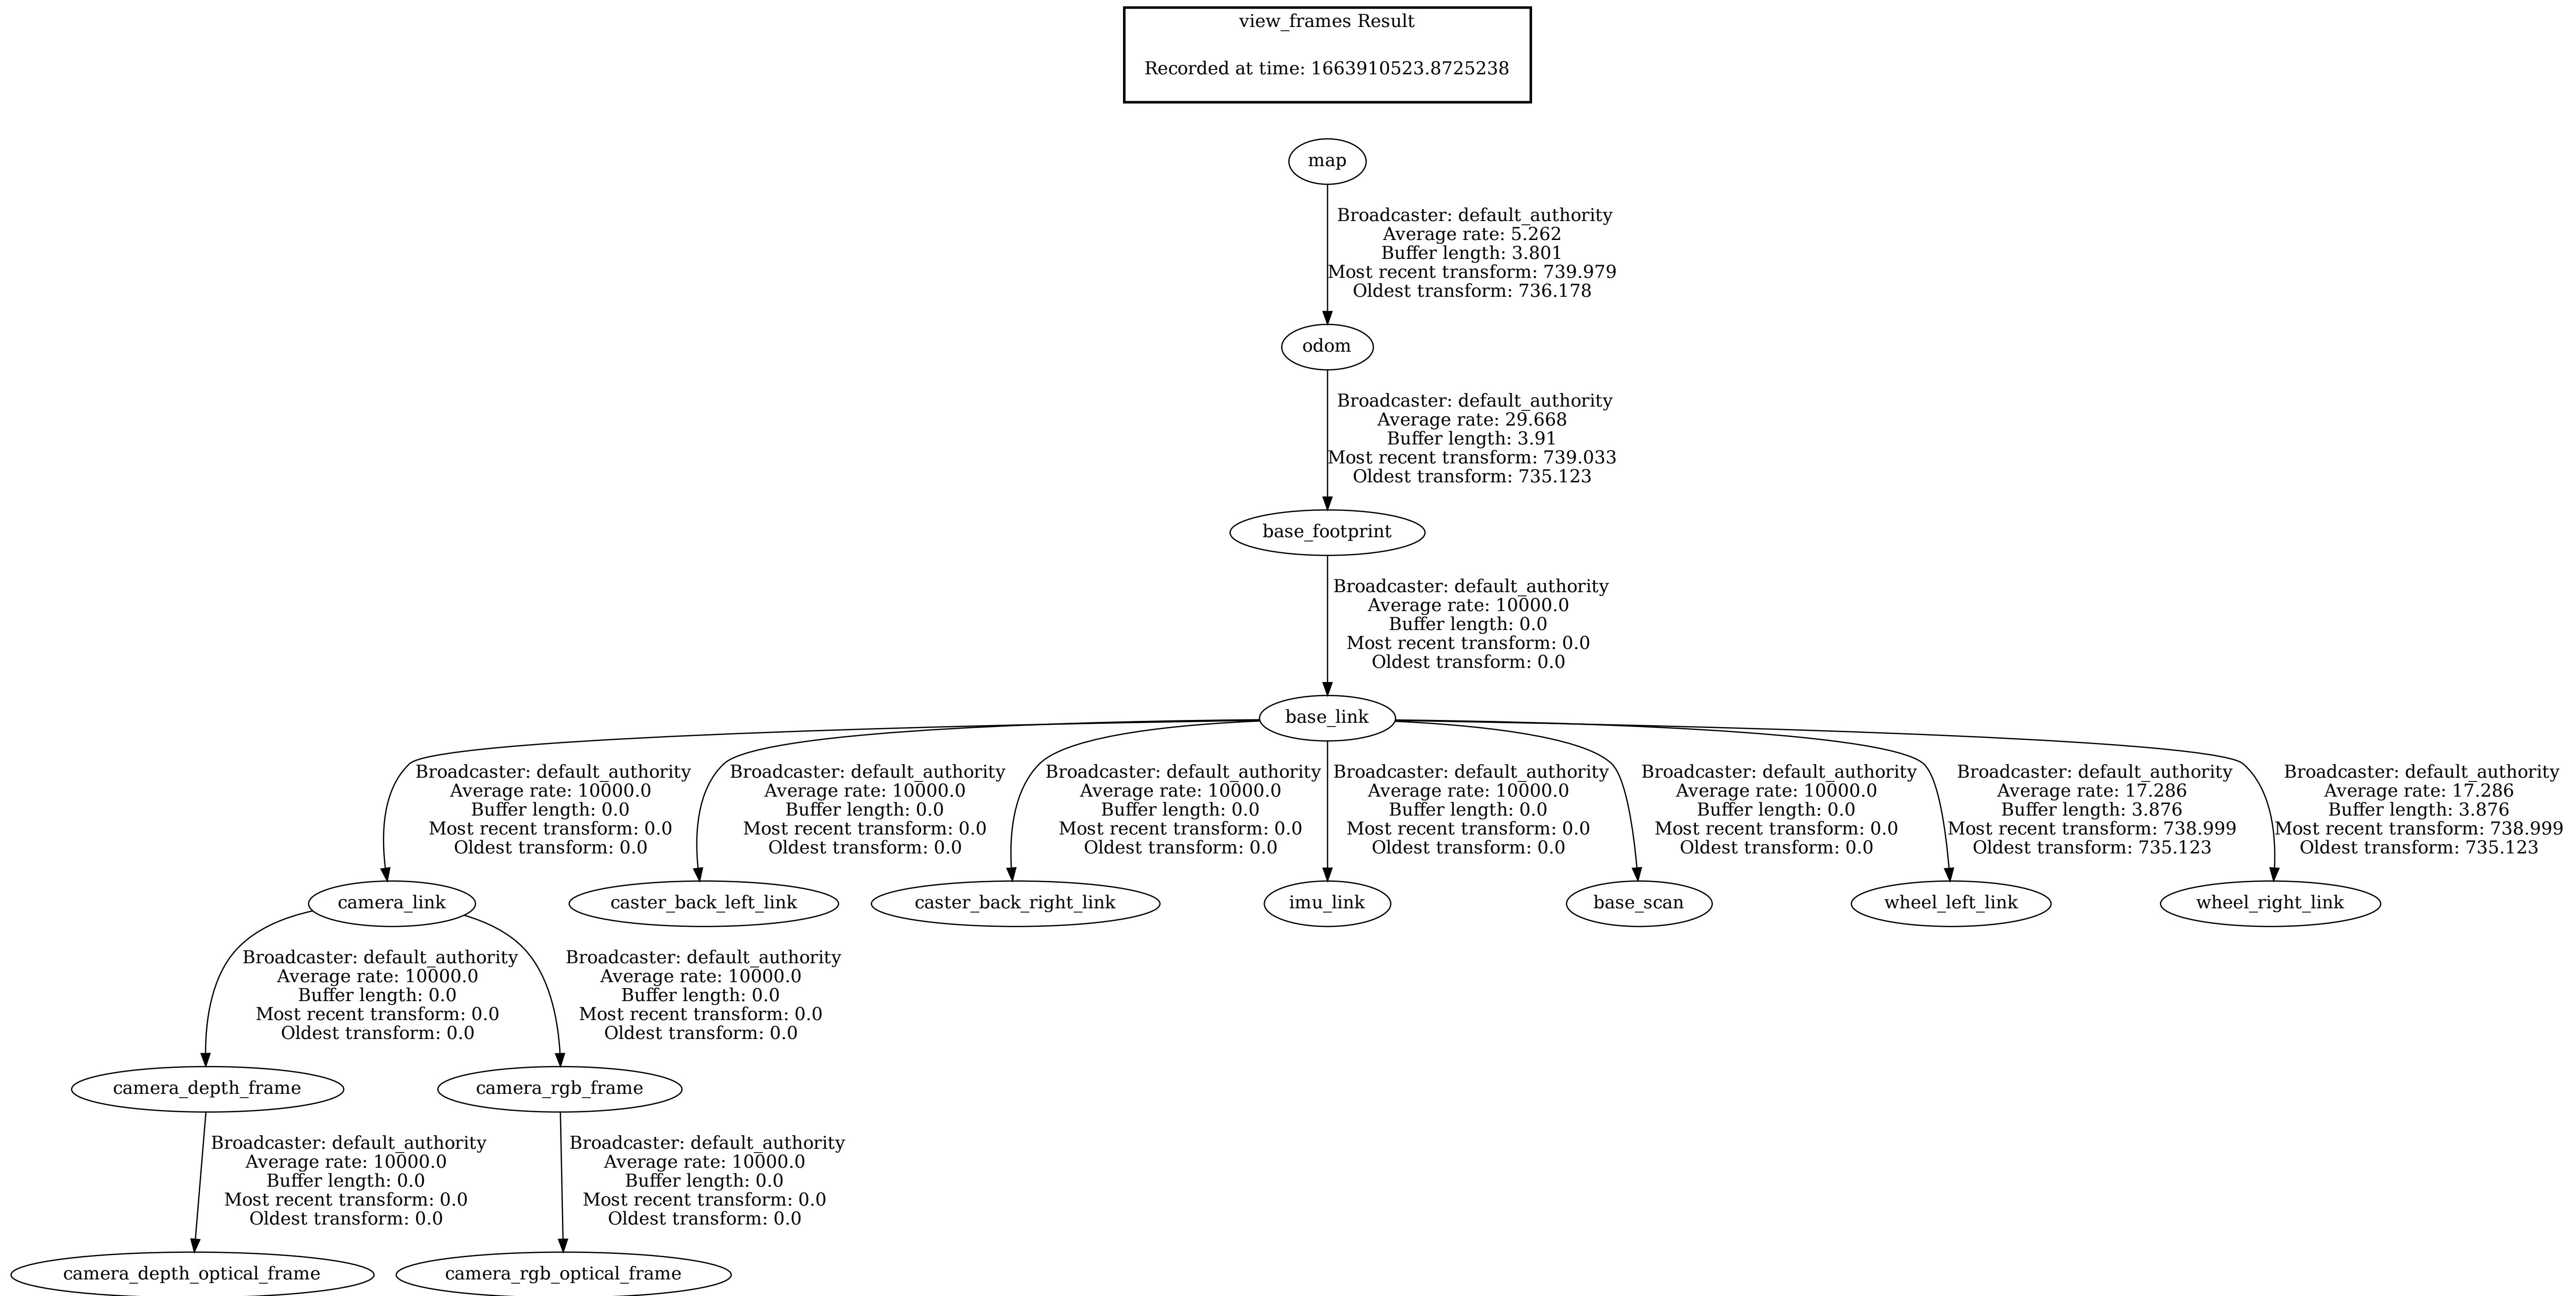 view_frames Result
Recorded at time: 1663910523.8725238
map
Broadcaster: default_authority
Average rate: 5.262
Buffer length: 3.801
Most recent transform: 739.979
Oldest transform: 736.178
odom
Broadcaster: default_authority
Average rate: 29.668
Buffer length: 3.91
Most recent transform: 739.033
Oldest transform: 735.123
base_footprint
Broadcaster: default_authority
Average rate: 10000.0
Buffer length: 0.0
Most recent transform: 0.0
Oldest transform: 0.0
base_link
Broadcaster: default_authority
Average rate: 10000.0
Buffer length: 0.0
Most recent transform: 0.0
Oldest transform: 0.0
Broadcaster: default_authority
Average rate: 10000.0
Buffer length: 0.0
Most recent transform: 0.0
Oldest transform: 0.0
Broadcaster: default_authority
Average rate: 10000.0
Buffer length: 0.0
Most recent transform: 0.0
Oldest transform: 0.0
Broadcaster: default_authority
Average rate: 10000.0
Buffer length: 0.0
Most recent transform: 0.0
Oldest transform: 0.0
Broadcaster: default_authority
Average rate: 10000.0
Buffer length: 0.0
Most recent transform: 0.0
Oldest transform: 0.0
Broadcaster: default_authority
Average rate: 17.286
Buffer length: 3.876
Most recent transform: 738.999
Oldest transform: 735.123
Broadcaster: default_authority
Average rate: 17.286
Buffer length: 3.876
Most recent transform: 738.999
Oldest transform: 735.123
camera_link
caster_back_left_link
caster_back_right_link
imu_link
base_scan
wheel_left_link
wheel_right_link
Broadcaster: default_authority
Average rate: 10000.0
Buffer length: 0.0
Most recent transform: 0.0
Oldest transform: 0.0
Broadcaster: default_authority
Average rate: 10000.0
Buffer length: 0.0
Most recent transform: 0.0
Oldest transform: 0.0
camera_depth_frame
camera_rgb_frame
Broadcaster: default_authority
Average rate: 10000.0
Buffer length: 0.0
Most recent transform: 0.0
Oldest transform: 0.0
Broadcaster: default_authority
Average rate: 10000.0
Buffer length: 0.0
Most recent transform: 0.0
Oldest transform: 0.0
camera_depth_optical_frame
camera_rgb_optical_frame